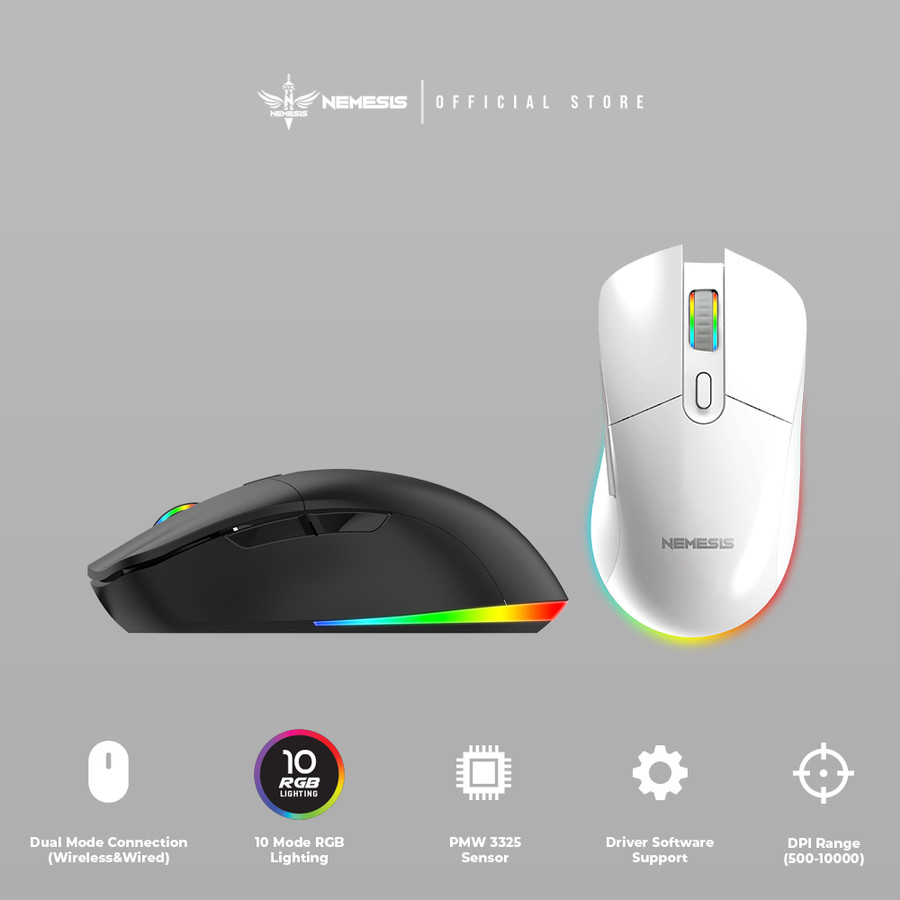 NEMESIS
NEMESIS | OFFICIAL STORE
NEMESIS
10
RGB
LIGHTING
Dual Mode Connection
(Wireless&Wired)
10 Mode RGB
Lighting
PMW 3325
Sensor
Driver Software
Support
DPI Range
(500-10000)